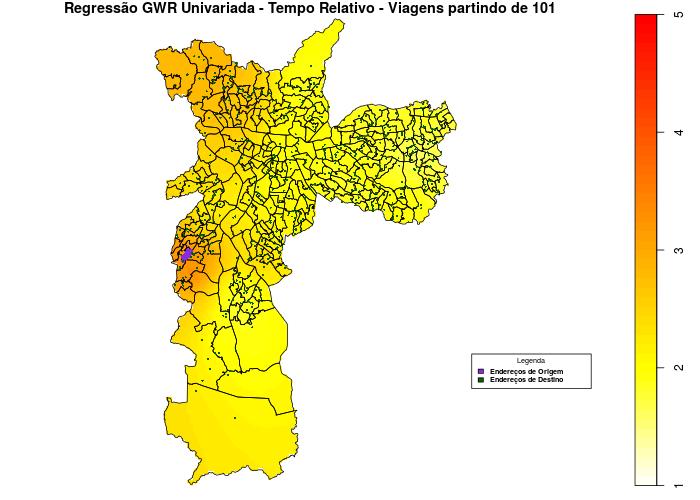 Regressão GWR Univariada - Tempo Relativo - Viagens partindo de 101
5
4
3
2
1
Legenda
Endereços de Origem
Endereços de Destino